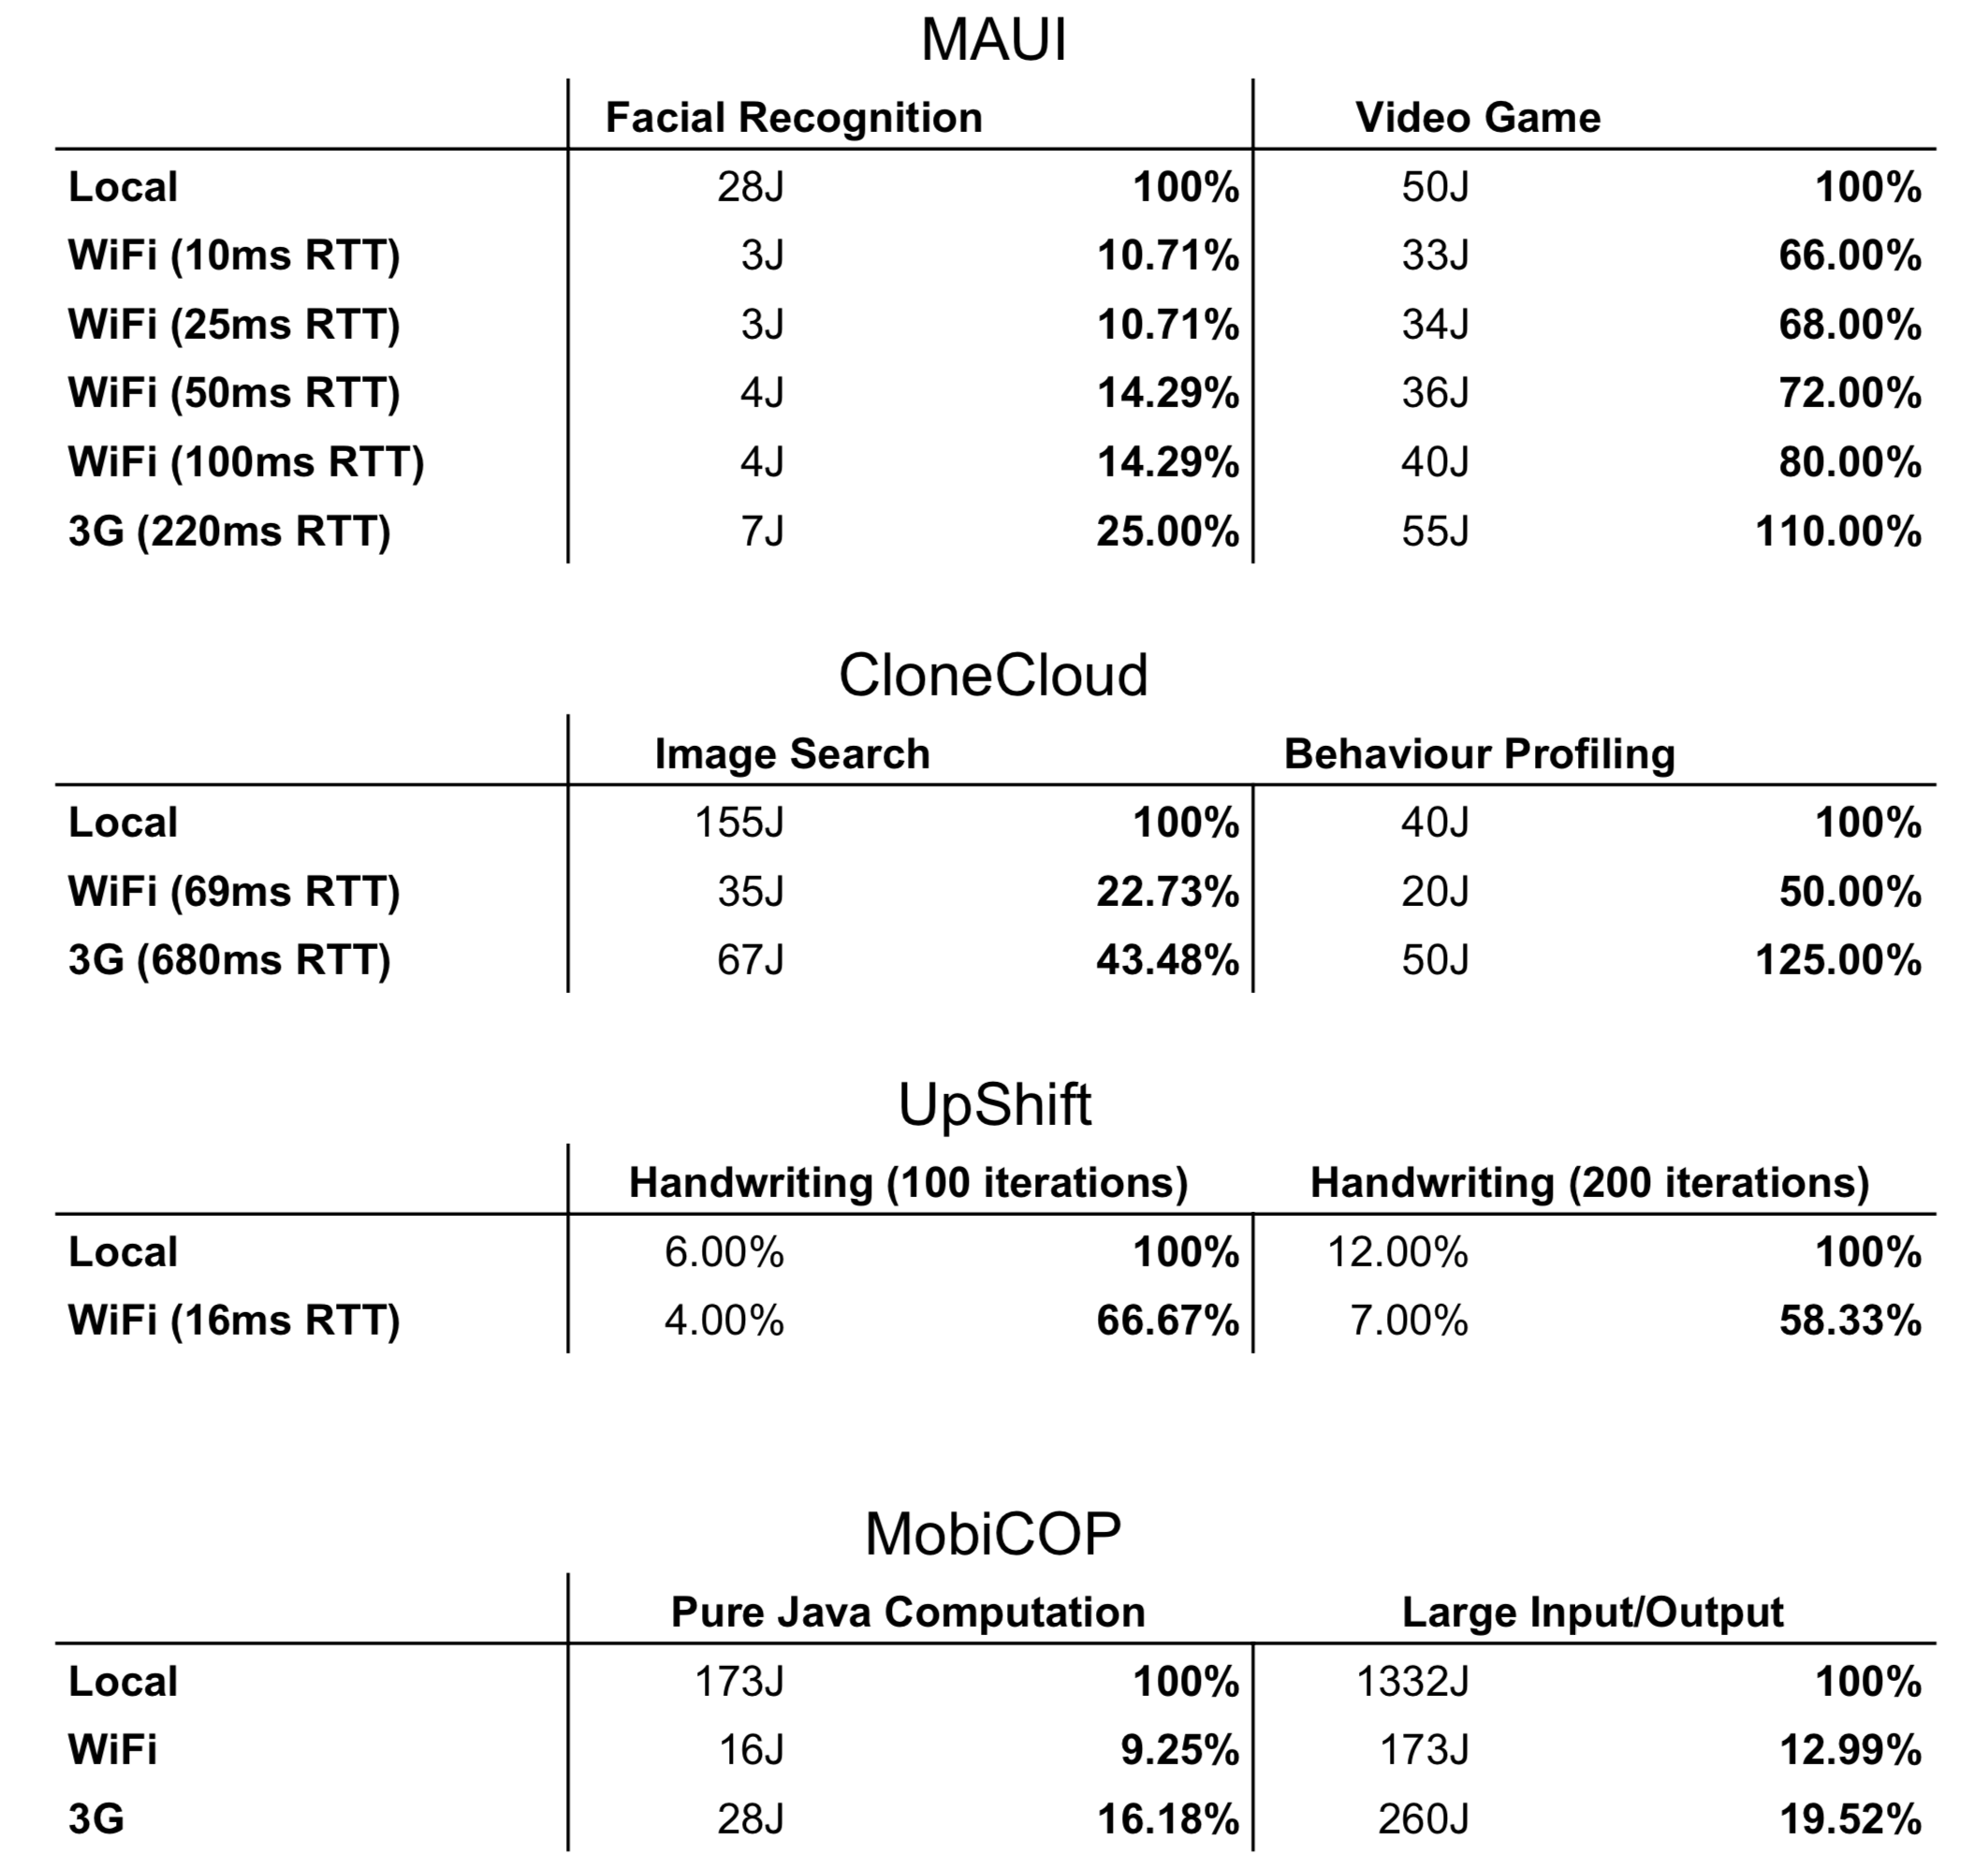 MAUI
Facial Recognition Video Game
Local 28J 100% 50J 100%
WiFi (10ms RTT) 3J 10.71% 33J 66.00%
WiFi (25ms RTT) 3J 10.71% 34J 68.00%
WiFi (50ms RTT) 4J 14.29% 36J 72.00%
WiFi (100ms RTT) 4J 14.29% 40J 80.00%
3G (220ms RTT) 7J 25.00% 55J 110.00%
CloneCloud
Image Search Behaviour Profiling
Local 155J 100% 40J 100%
WiFi (69ms RTT) 35J 22.73% 20J 50.00%
3G (680ms RTT) 67J 43.48% 50J 125.00%
UpShift
Handwriting (100 iterations) Handwriting (200 iterations)
Local 6.00% 100% 12.00% 100%
WiFi (16ms RTT) 4.00% 66.67% 7.00% 58.33%
MobiCOP
Pure Java Computation Large Input/Output
Local 173J 100% 1332J 100%
WiFi 16J 9.25% 173J 12.99%
3G 28J 16.18% 260J 19.52%